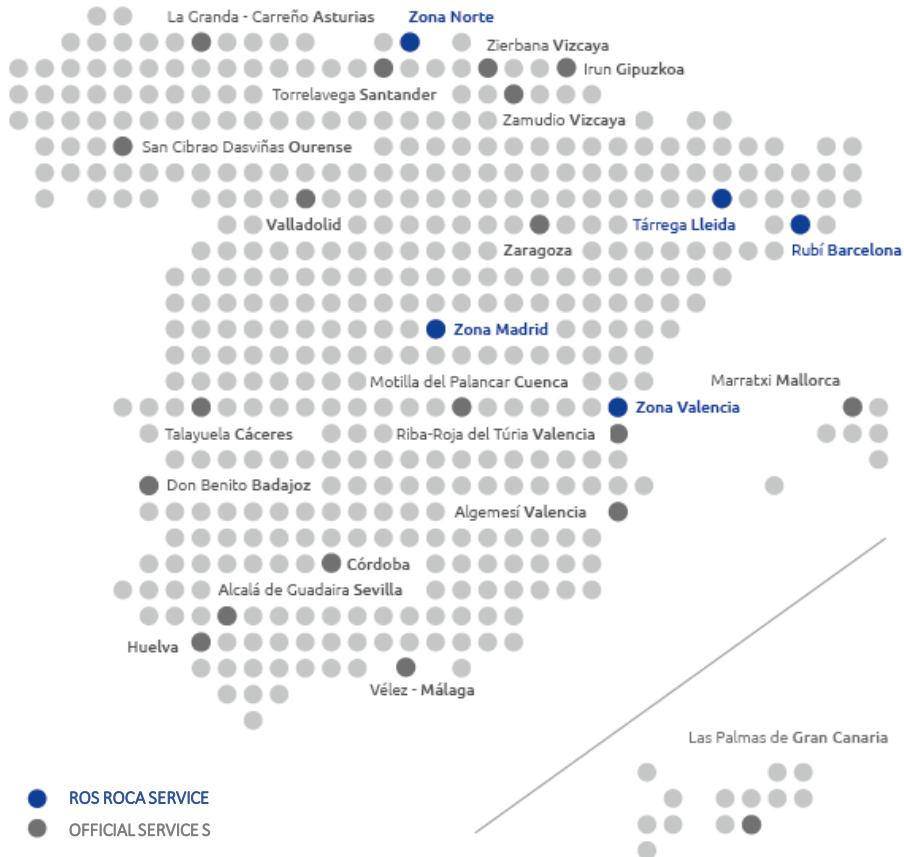 La Granda - Carreño Asturias
Zona Norte
Zierbana Vizcaya
Irun Gipuzkoa
Torrelavega Santander
Zamudio Vizcaya
San Cibrao Dasviñas Ourense
Valladolid
Tárrega Lleida
Zaragoza
Rubí Barcelona
Zona Madrid
Motilla del Palancar Cuenca
Marratxi Mallorca
Zona Valencia
Talayuela Cáceres
Riba-Roja del Túria Valencia
Don Benito Badajoz
Algemesí Valencia
Córdoba
Alcalá de Guadaira Sevilla
Huelva
Vélez - Málaga
Las Palmas de Gran Canaria
ROS ROCA SERVICE
OFFICIAL SERVICE S